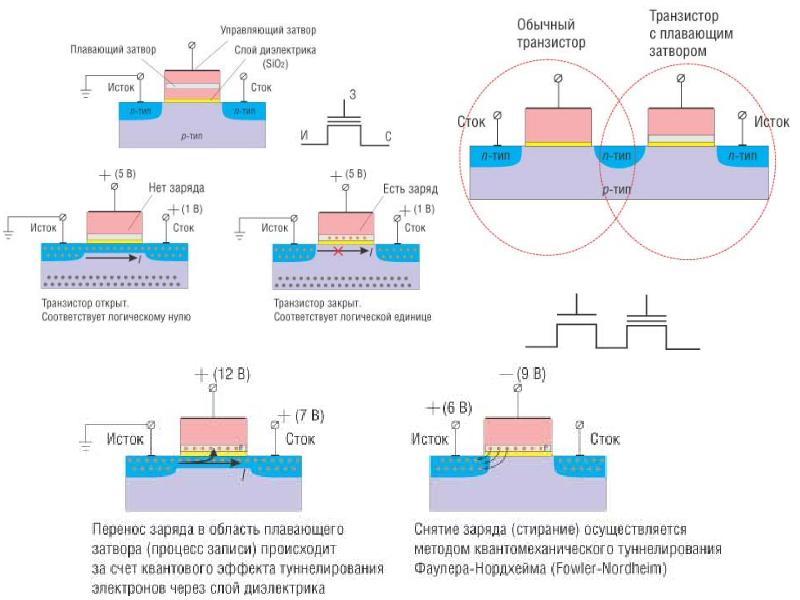 Управляющий затвор
Плавающий затвор
Слой диэлектрика
(SiO2)
Исток
Сток
n-тип
n-тип
p-тип
З
И
С
Обычный
транзистор
Транзистор
с плавающим
затвором
Сток
Исток
n-тип
n-тип
n-тип
p-тип
+ (5 В)
Нет заряда
+ (1 В)
Исток
Сток
I
Транзистор открыт.
Соответствует логическому нулю
+ (5 В)
Есть заряд
+ (1 В)
Исток
Сток
I
Транзистор закрыт.
Соответствует логической единице
+ (12 В)
+ (7 В)
Исток
Сток
I
Перенос заряда в область плавающего
затвора (процесс записи) происходит
за счет квантового эффекта туннелирования
электронов через слой диэлектрика
– (9 В)
+ (6 В)
Исток
Сток
Снятие заряда (стирание) осуществляется
методом квантомеханического туннелирования
Фаулера-Нордхейма (Fowler-Nordheim)